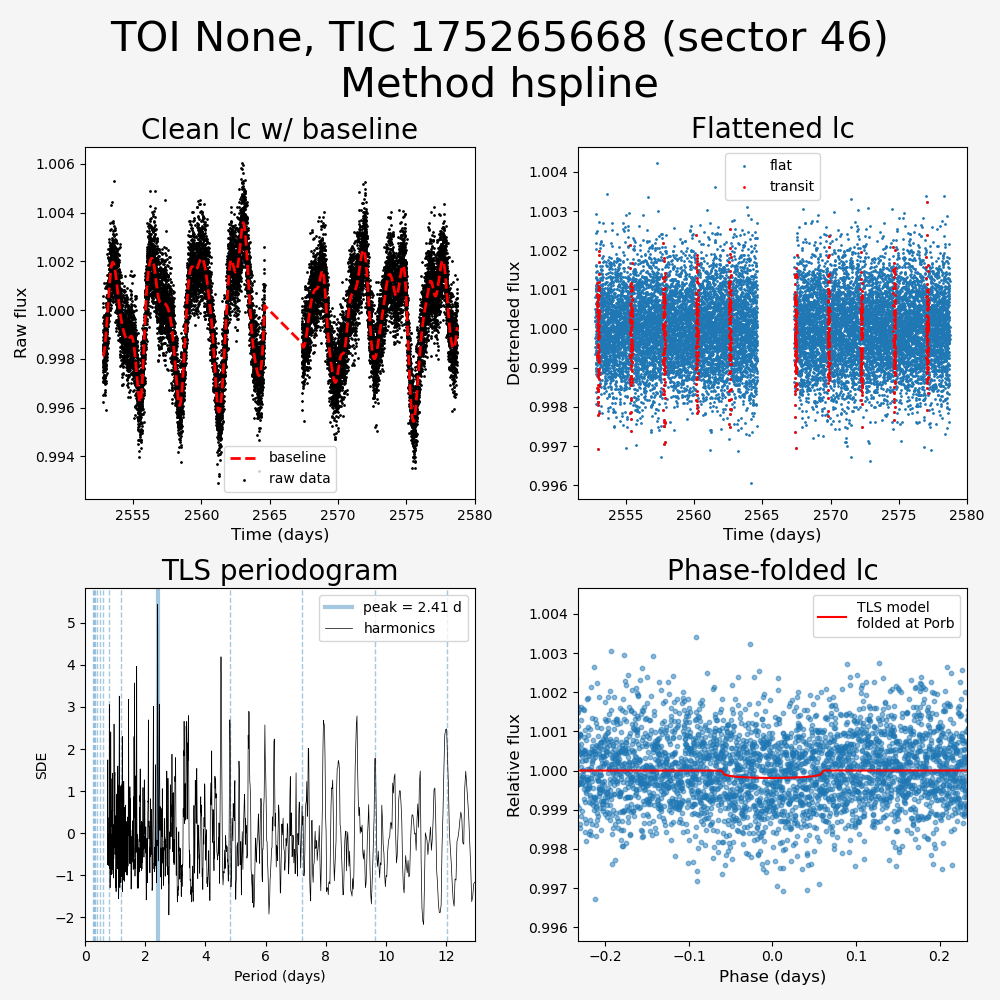 TOI None, TIC 175265668 (sector 46)
Method hspline
Clean lc w/ baseline
Raw flux
1.006
1.004
1.002
1.000
0.998
0.996
0.994
baseline
raw data
2555
2560
2565
2570
2575
2580
Time (days)
Flattened lc
Detrended flux
1.004
1.003
1.002
1.001
1.000
0.999
0.998
0.997
0.996
flat
transit
2555
2560
2565
2570
2575
2580
Time (days)
TLS periodogram
SDE
5
4
3
2
1
0
−1
−2
peak = 2.41 d
harmonics
0
2
4
6
8
10
12
Period (days)
Phase-folded lc
Relative flux
1.004
1.003
1.002
1.001
1.000
0.999
0.998
0.997
0.996
TLS model
folded at Porb
−0.2
−0.1
0.0
0.1
0.2
Phase (days)